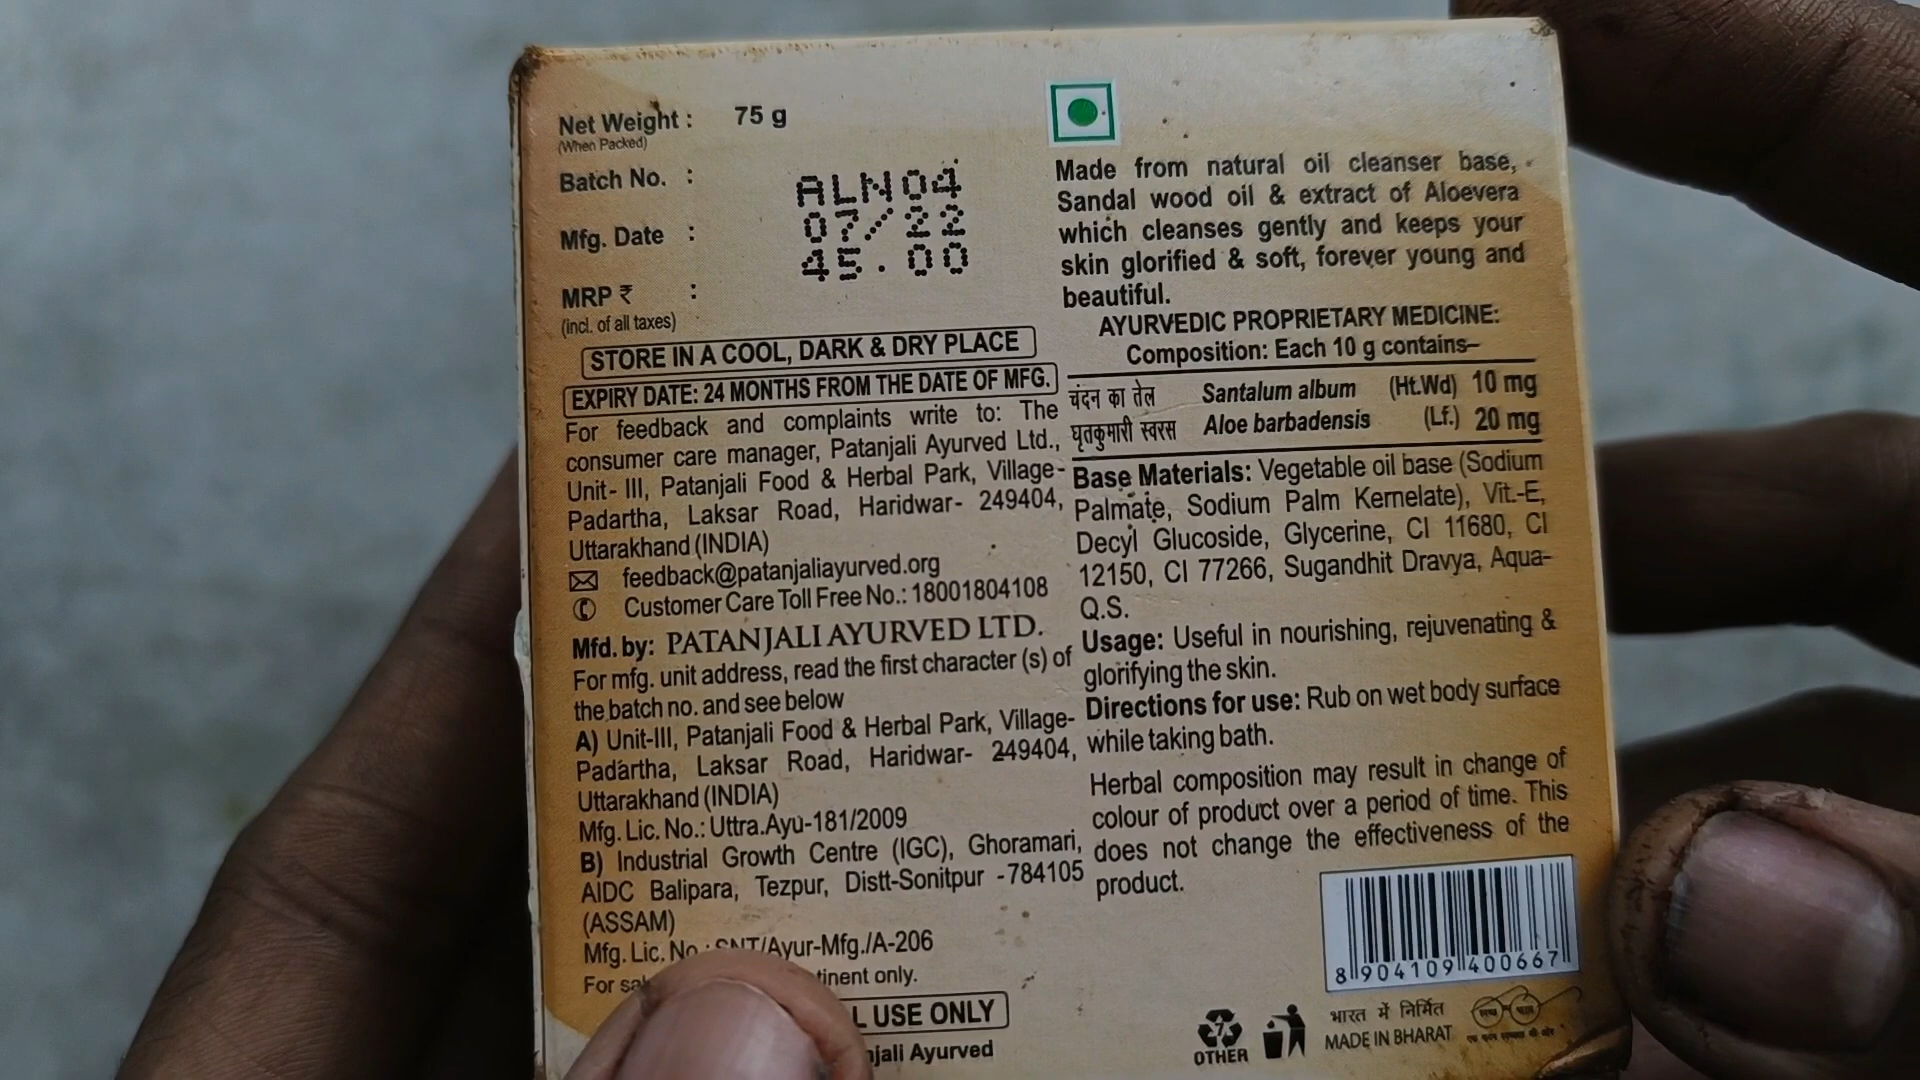 Net Weight : 75 g
(When Packed)
Batch No. : ALN04
Mfg. Date : 07/22
MRP ₹ : 45.00
(incl. of all taxes)
STORE IN A COOL, DARK & DRY PLACE
EXPIRY DATE: 24 MONTHS FROM THE DATE OF MFG.
For feedback and complaints write to: The
consumer care manager, Patanjali Ayurved Ltd.,
Unit- III, Patanjali Food & Herbal Park, Village-
Padartha, Laksar Road, Haridwar- 249404,
Uttarakhand (INDIA)
feedback@patanjaliayurved.org
Customer Care Toll Free No.: 18001804108
Mfd. by: PATANJALI AYURVED LTD.
For mfg. unit address, read the first character (s) of
the batch no. and see below
A) Unit-III, Patanjali Food & Herbal Park, Village-
Padartha, Laksar Road, Haridwar- 249404,
Uttarakhand (INDIA)
Mfg. Lic. No.: Uttra.Ayu-181/2009
B) Industrial Growth Centre (IGC), Ghoramari,
AIDC Balipara, Tezpur, Distt-Sonitpur -784105
(ASSAM)
Mfg. Lic. No.: SNT/Ayur-Mfg./A-206
For only.
USE ONLY
Ayurved
Made from natural oil cleanser base,
Sandal wood oil & extract of Aloevera
which cleanses gently and keeps your
skin glorified & soft, forever young and
beautiful.
AYURVEDIC PROPRIETARY MEDICINE:
Composition: Each 10 g contains–
चंदन का तेल Santalum album (Ht.Wd) 10 mg
घृतकुमारी स्वरस Aloe barbadensis (Lf.) 20 mg
Base Materials: Vegetable oil base (Sodium
Palmate, Sodium Palm Kernelate), Vit.-E,
Decyl Glucoside, Glycerine, CI 11680, CI
12150, CI 77266, Sugandhit Dravya, Aqua-
Q.S.
Usage: Useful in nourishing, rejuvenating &
glorifying the skin.
Directions for use: Rub on wet body surface
while taking bath.
Herbal composition may result in change of
colour of product over a period of time. This
does not change the effectiveness of the
product.
8 904109 400667
7
OTHER
भारत में निर्मित
MADE IN BHARAT